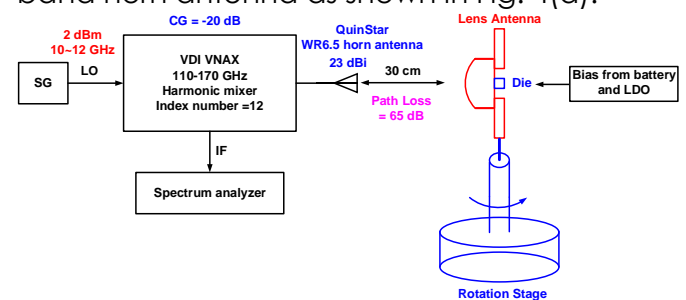 band horn antenna as shown in Fig. 4(a).
CG = -20 dB
2 dBm
10~12 GHz
SG
LO
VDI VNAX
110-170 GHz
Harmonic mixer
Index number =12
QuinStar
WR6.5 horn antenna
23 dBi
30 cm
Path Loss
= 65 dB
Lens Antenna
Die
Bias from battery
and LDO
IF
Spectrum analyzer
Rotation Stage